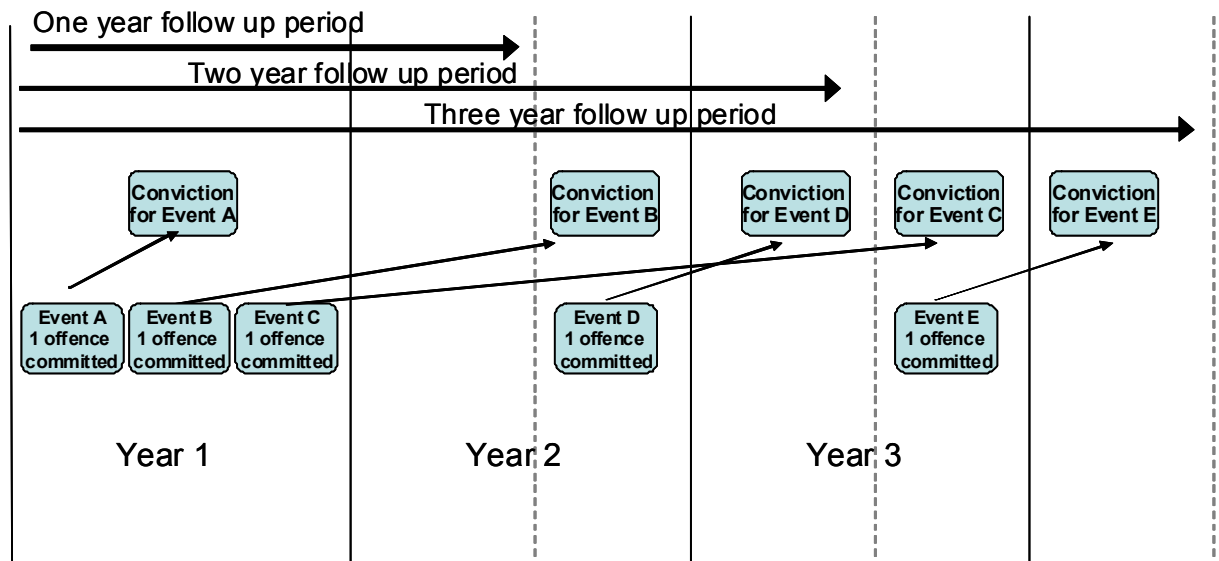 One year follow up period
Two year follow up period
Three year follow up period
Conviction
for Event A
Conviction
for Event B
Conviction
for Event D
Conviction
for Event C
Conviction
for Event E
Event A
1 offence
committed
Event B
1 offence
committed
Event C
1 offence
committed
Event D
1 offence
committed
Event E
1 offence
committed
Year 1
Year 2
Year 3